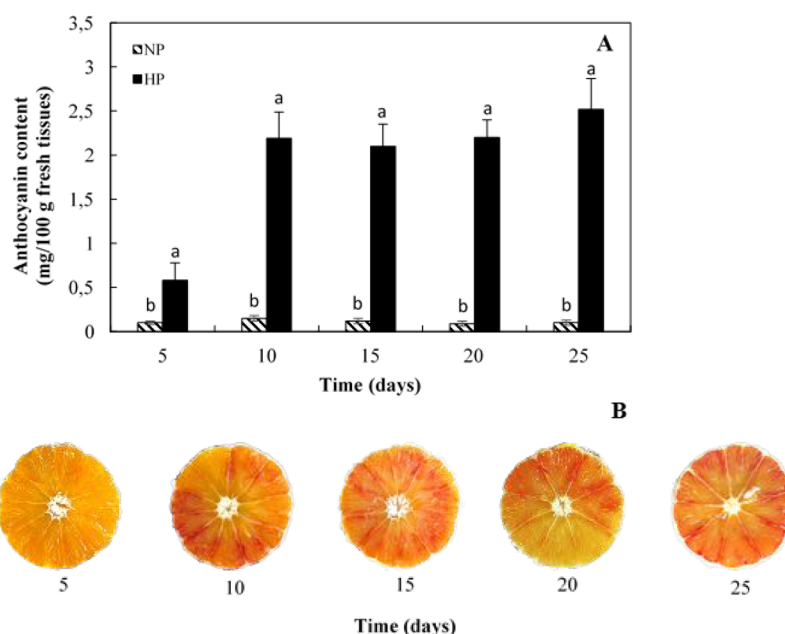 3,5
A
NP
HP
3
2,5
2
1,5
1
0,5
0
Anthocyanin content
(mg/100 g fresh tissues)
b a
b a
b a
b a
b a
5 10 15 20 25
Time (days)
B
5 10 15 20 25
Time (days)